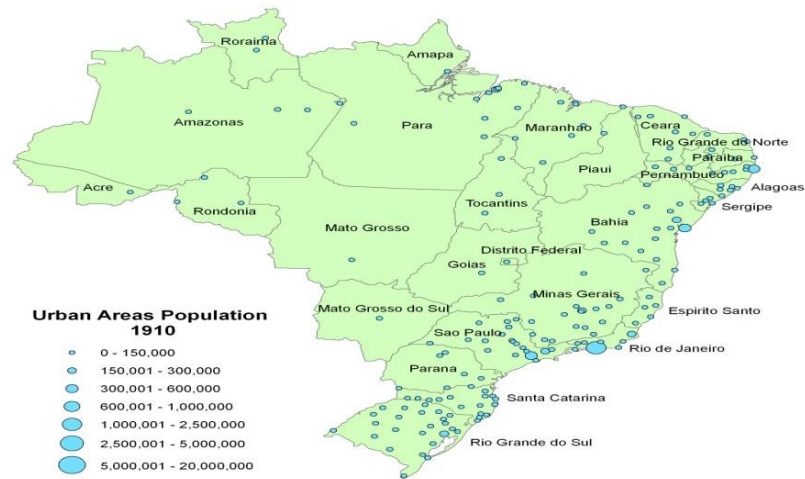 Roraima
Amapa
Amazonas
Para
Maranhao
Ceara
Rio Grande do Norte
Paraiba
Piaui
Pernambuco
Acre
Alagoas
Tocantins
Sergipe
Rondonia
Bahia
Mato Grosso
Distrito Federal
Goias
Minas Gerais
Mato Grosso do Sul
Espirito Santo
Sao Paulo
Rio de Janeiro
Parana
Santa Catarina
Rio Grande do Sul
Urban Areas Population
1910
0 - 150,000
150,001 - 300,000
300,001 - 600,000
600,001 - 1,000,000
1,000,001 - 2,500,000
2,500,001 - 5,000,000
5,000,001 - 20,000,000